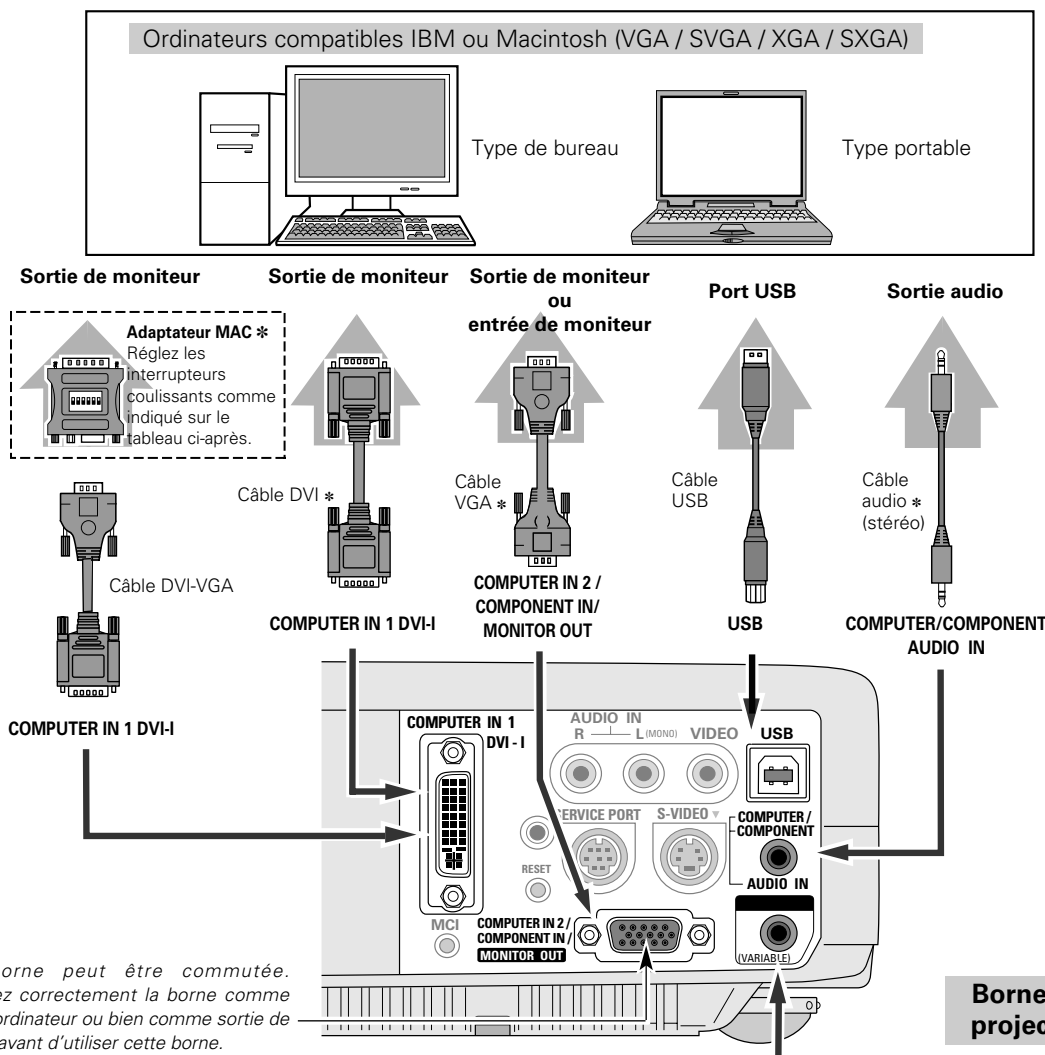 Ordinateurs compatibles IBM ou Macintosh (VGA / SVGA / XGA / SXGA)
Type de bureau
Type portable
Sortie de moniteur
Sortie de moniteur
Sortie de moniteur
ou
entrée de moniteur
Port USB
Sortie audio
Adaptateur MAC ✻
Réglez les
interrupteurs
coulissants comme
indiqué sur le
tableau ci-après.
Câble DVI-VGA
Câble DVI ✻
Câble
VGA ✻
Câble
USB
Câble
audio ✻
(stéréo)
COMPUTER IN 1 DVI-I
COMPUTER IN 1 DVI-I
COMPUTER IN 2 /
COMPONENT IN/
MONITOR OUT
USB
COMPUTER/COMPONENT
AUDIO IN
COMPUTER IN 1
DVI - I
AUDIO IN
R L (MONO) VIDEO
USB
SERVICE PORT
S-VIDEO ▼
COMPUTER /
COMPONENT
AUDIO IN
RESET
MCI
COMPUTER IN 2 /
COMPONENT IN /
MONITOR OUT
(VARIABLE)
peut être commutée.
correctement la borne comme
ordinateur ou bien comme sortie de
avant d'utiliser cette borne.
Borne